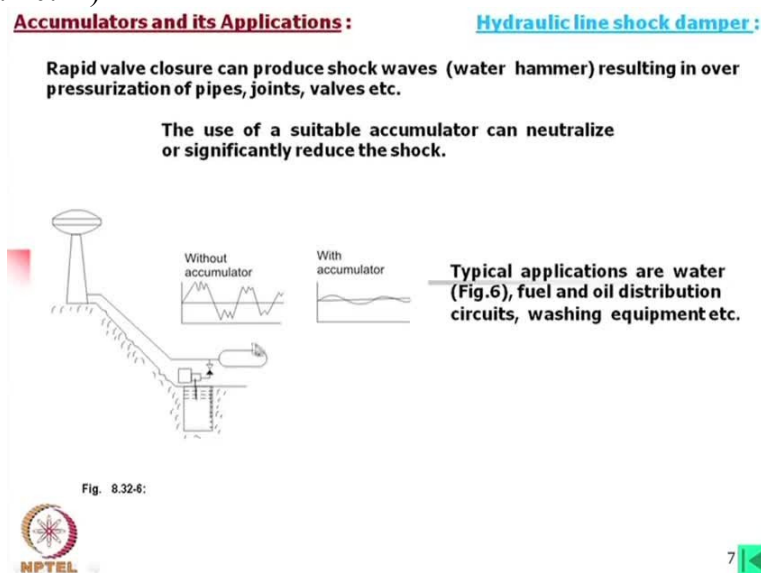 Accumulators and its Applications :
Hydraulic line shock damper :
Rapid valve closure can produce shock waves (water hammer) resulting in over
pressurization of pipes, joints, valves etc.
The use of a suitable accumulator can neutralize
or significantly reduce the shock.
Without
accumulator
With
accumulator
Typical applications are water
(Fig.6), fuel and oil distribution
circuits, washing equipment etc.
Fig. 8.32-6:
NPTEL
7